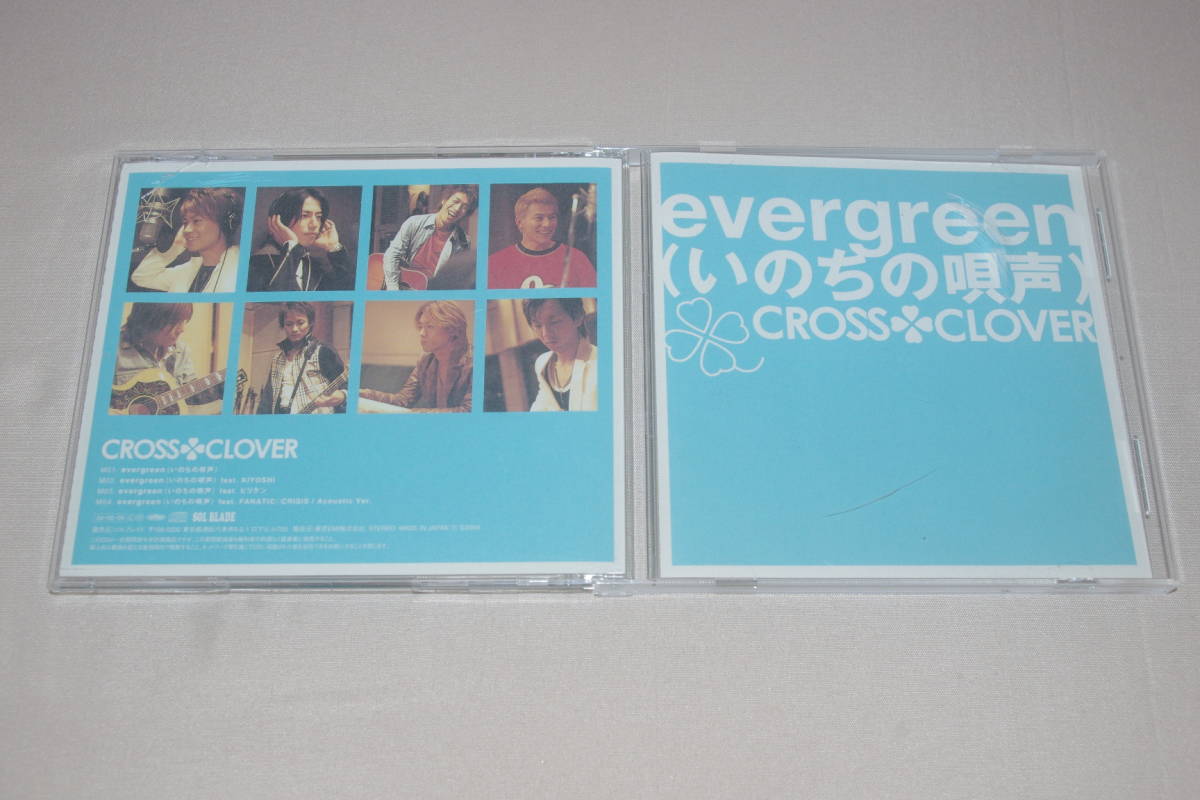 CROSS CLOVER
M01. evergreen(いのちの唄声)
M02. evergreen(いのちの唄声) feat. KIYOSHI
M03. evergreen(いのちの唄声) feat. ビリケン
M04. evergreen(いのちの唄声) feat. FANATIC◇CRISIS / Acoustic Ver.
SOL BLADE
evergreen
(いのちの唄声)
CROSS CLOVER